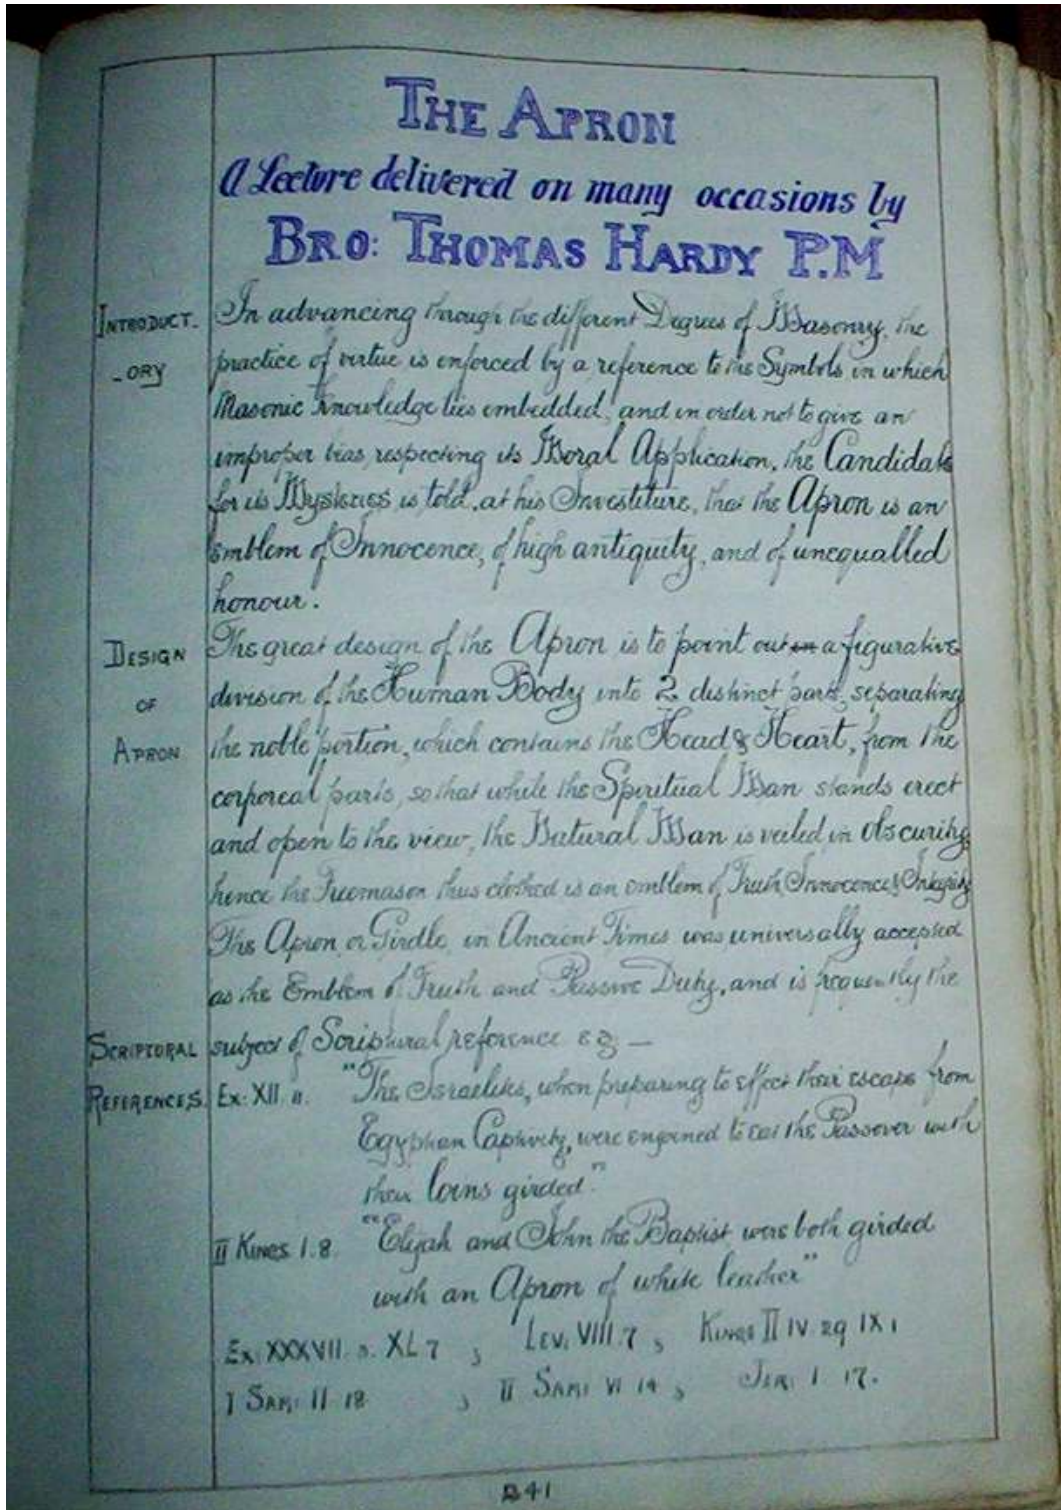 THE APRON
A Lecture delivered on many occasions by
BRO: THOMAS HARDY P.M
INTRODUCT- In advancing through the different Degrees of Masonry, the
-ORY practice of virtue is enforced by a reference to the Symbols in which
Masonic Knowledge lies embedded, and in order not to give an
improper bias respecting its Moral Application, the Candidate
for its Mysteries is told, at his Investiture, that the Apron is an
emblem of Innocence, of high antiquity, and of unequalled
honour.
DESIGN The great design of the Apron is to point out a figurative
OF division of the Human Body into 2 distinct parts, separating
APRON the noble portion, which contains the Head & Heart, from the
corporeal parts, so that while the Spiritual Man stands erect
and open to the view, the Natural Man is veiled in obscurity,
hence the Freemason thus clothed is an emblem of Truth, Innocence & Integrity
The Apron or Girdle, in Ancient Times was universally accepted
as the Emblem of Truth and Passive Duty, and is frequently the
SCRIPTORAL subject of Scriptural reference eg —
REFERENCES. Ex: XII. 11. "The Israelites, when preparing to effect their escape from
Egyptian Captivity, were enjoined to eat the Passover with
their loins girded."
II KINGS 1.8. "Elijah and John the Baptist were both girded
with an Apron of white leather"
Ex: XXXVII. XL 7 , LEV. VIII.7 , KINGS II IV 29 IX 1
I SAM: II 18 , II SAM: VI 14 , JER: 1 17.
241